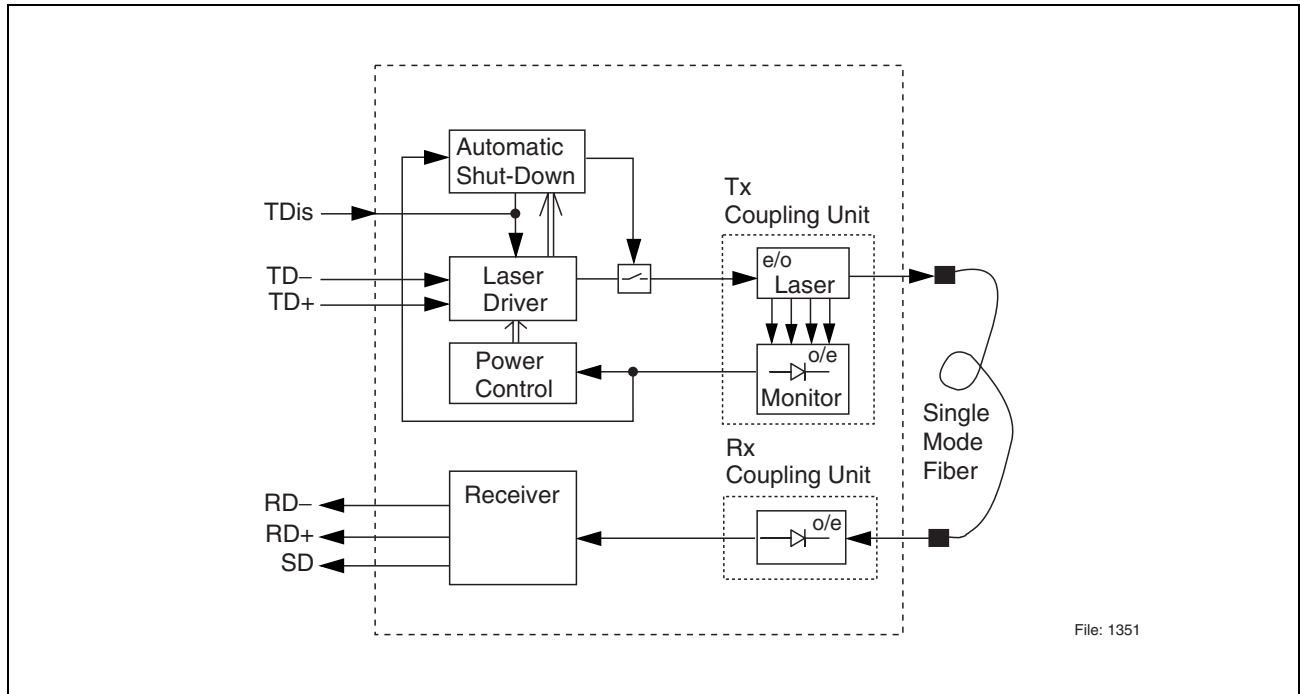 Automatic
Shut-Down
Tx
Coupling Unit
TDis
TD–
TD+
Laser
Driver
e/o
Laser
Power
Control
o/e
Monitor
Single
Mode
Fiber
Rx
Coupling Unit
RD–
RD+
SD
Receiver
o/e
File: 1351